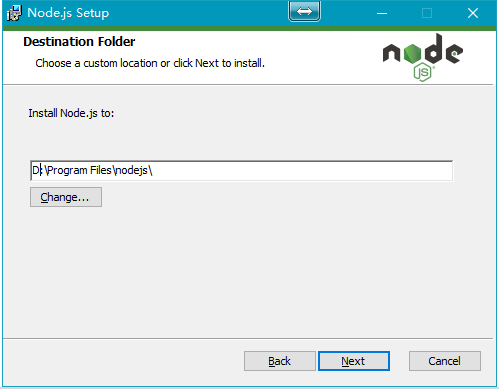 Node.js Setup
Destination Folder
Choose a custom location or click Next to install.
node
JS
Install Node.js to:
D:\Program Files\nodejs\
Change...
Back
Next
Cancel